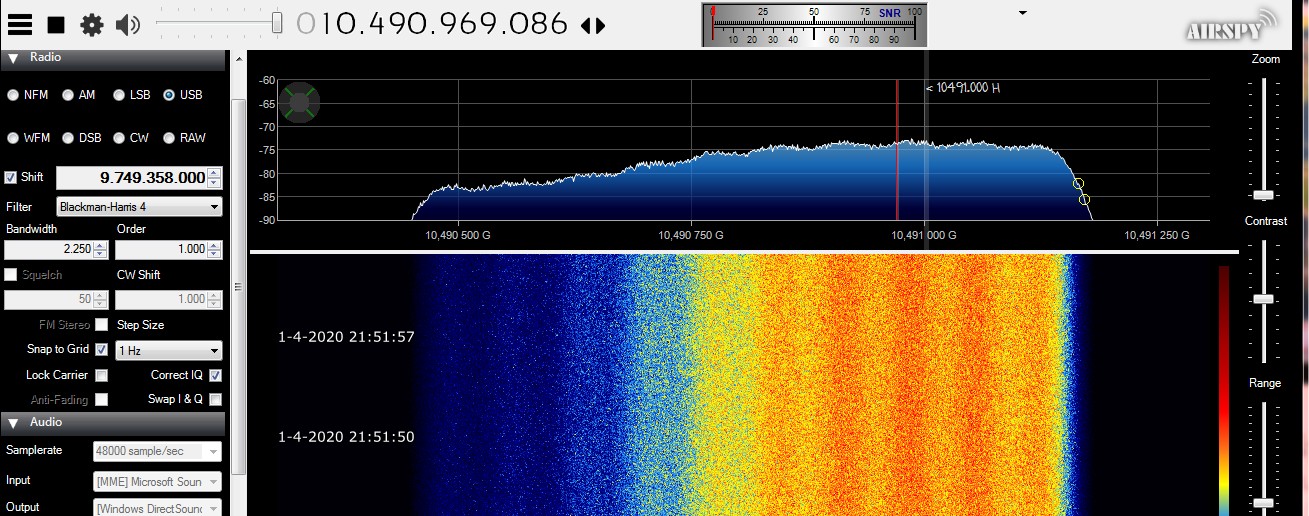 010.490.969.086
25 50 SNR 100
10 20 30 40 60 70 80 90
AIRSPY
Radio
NFM AM LSB USB
WFM DSB CW RAW
Shift 9.749.358.000
Filter Blackman-Harris 4
Bandwidth Order
2.250 1.000
Squelch CW Shift
50 1.000
FM Stereo Step Size
Snap to Grid 1 Hz
Lock Carrier Correct IQ
Anti-Fading Swap I & Q
Audio
Samplerate 48000 sample/sec
Input [MME] Microsoft Soun
Output [Windows DirectSound
-60
-65
-70
-75
-80
-85
-90
< 10491.000 H
10,490 500 G 10,490 750 G 10,491 000 G 10,491 250 G
1-4-2020 21:51:57
1-4-2020 21:51:50
Zoom
Contrast
Range